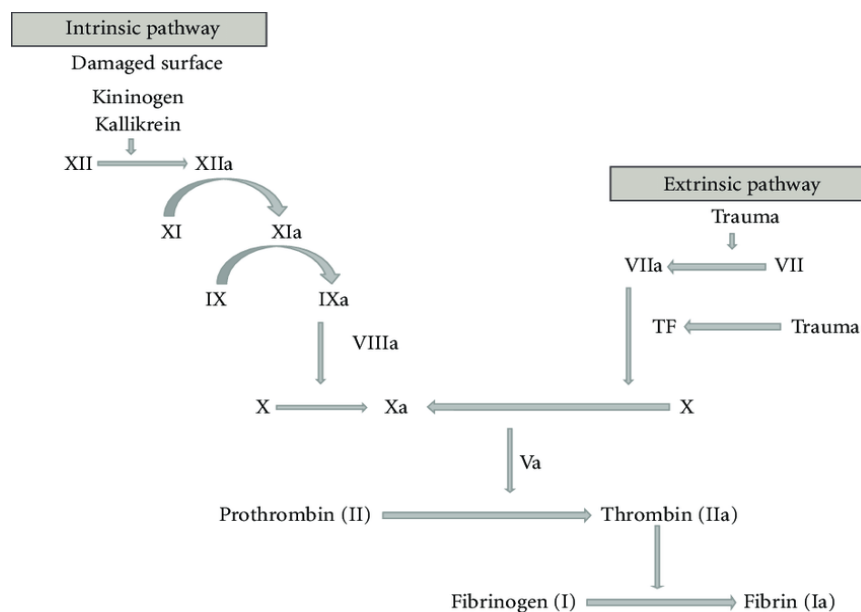 Intrinsic pathway
Damaged surface
Kininogen
Kallikrein
XII XIIa
XI XIa
IX IXa
VIIIa
Extrinsic pathway
Trauma
VIIa VII
TF Trauma
X Xa X
Va
Prothrombin (II) Thrombin (IIa)
Fibrinogen (I) Fibrin (Ia)